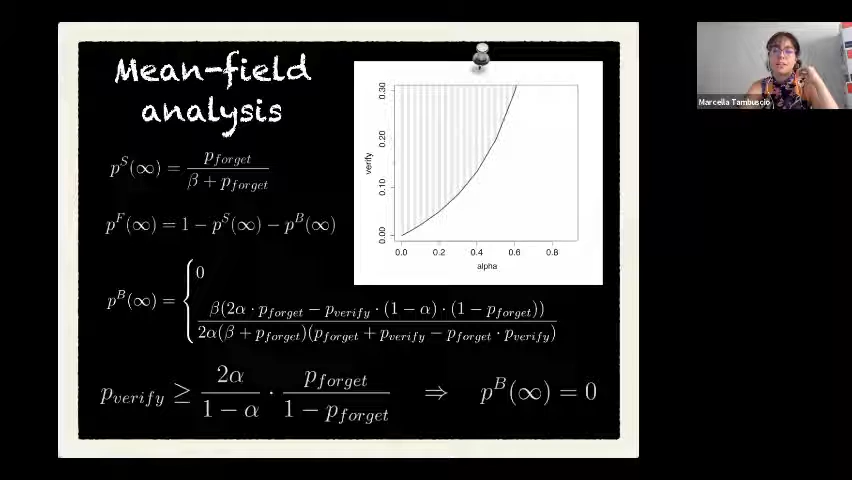 Mean-field
analysis
p^S(∞) = p_forget / (β + p_forget)
p^F(∞) = 1 − p^S(∞) − p^B(∞)
p^B(∞) = { 0
β(2α · p_forget − p_verify · (1 − α) · (1 − p_forget)) / 2α(β + p_forget)(p_forget + p_verify − p_forget · p_verify)
p_verify ≥ 2α / (1 − α) · p_forget / (1 − p_forget) ⇒ p^B(∞) = 0
verify
0.30
0.20
0.10
0.00
0.0 0.2 0.4 0.6 0.8
alpha
Marcella Tambuscio